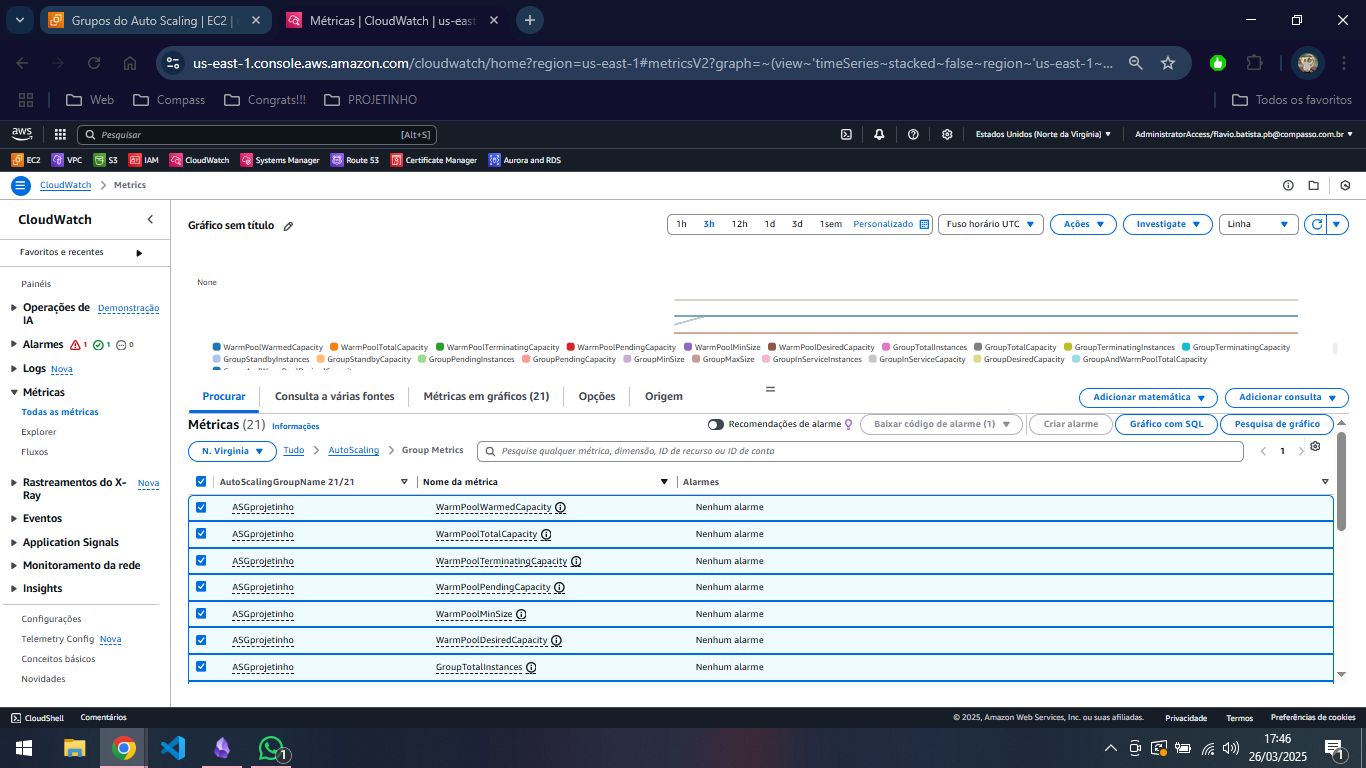 Grupos do Auto Scaling | EC2 |
Métricas | CloudWatch | us-east
us-east-1.console.aws.amazon.com/cloudwatch/home?region=us-east-1#metricsV2?graph=~(view~'timeSeries~stacked~false~region~'us-east-1~...
Web Compass Congrats!!! PROJETINHO Todos os favoritos
aws Pesquisar [Alt+S] Estados Unidos (Norte da Virgínia) AdministratorAccess/flavio.batista.pb@compasso.com.br
EC2 VPC S3 IAM CloudWatch Systems Manager Route 53 Certificate Manager Aurora and RDS
CloudWatch Metrics
CloudWatch
Favoritos e recentes
Painéis
Operações de IA Demonstração
Alarmes 1 1 0
Logs Nova
Métricas
Todas as métricas
Explorer
Fluxos
Rastreamentos do X-Ray Nova
Eventos
Application Signals
Monitoramento da rede
Insights
Configurações
Telemetry Config Nova
Conceitos básicos
Novidades
Gráfico sem título 1h 3h 12h 1d 3d 1sem Personalizado Fuso horário UTC Ações Investigate Linha
None
WarmPoolWarmedCapacity WarmPoolTotalCapacity WarmPoolTerminatingCapacity WarmPoolPendingCapacity WarmPoolMinSize WarmPoolDesiredCapacity GroupTotalInstances GroupTotalCapacity GroupTerminatingInstances GroupTerminatingCapacity
GroupStandbyInstances GroupStandbyCapacity GroupPendingInstances GroupPendingCapacity GroupMinSize GroupMaxSize GroupInServiceInstances GroupInServiceCapacity GroupDesiredCapacity GroupAndWarmPoolTotalCapacity
Procurar Consulta a várias fontes Métricas em gráficos (21) Opções Origem Adicionar matemática Adicionar consulta
Métricas (21) Informações Recomendações de alarme Baixar código de alarme (1) Criar alarme Gráfico com SQL Pesquisa de gráfico
N. Virginia Tudo AutoScaling Group Metrics Pesquise qualquer métrica, dimensão, ID de recurso ou ID de conta 1
AutoScalingGroupName 21/21 Nome da métrica Alarmes
ASGprojetinho WarmPoolWarmedCapacity Nenhum alarme
ASGprojetinho WarmPoolTotalCapacity Nenhum alarme
ASGprojetinho WarmPoolTerminatingCapacity Nenhum alarme
ASGprojetinho WarmPoolPendingCapacity Nenhum alarme
ASGprojetinho WarmPoolMinSize Nenhum alarme
ASGprojetinho WarmPoolDesiredCapacity Nenhum alarme
ASGprojetinho GroupTotalInstances Nenhum alarme
CloudShell Comentários © 2025, Amazon Web Services, Inc. ou suas afiliadas. Privacidade Termos Preferências de cookies
1 17:46
26/03/2025 1